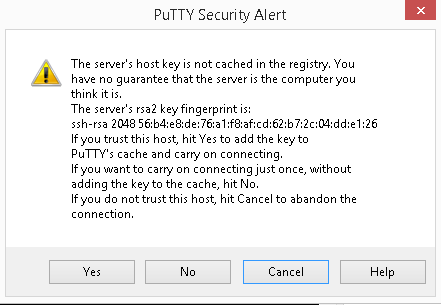 PuTTY Security Alert
The server's host key is not cached in the registry. You
have no guarantee that the server is the computer you
think it is.
The server's rsa2 key fingerprint is:
ssh-rsa 2048 56:b4:e8:de:76:a1:f8:af:cd:62:b7:2c:04:dd:e1:26
If you trust this host, hit Yes to add the key to
PuTTY's cache and carry on connecting.
If you want to carry on connecting just once, without
adding the key to the cache, hit No.
If you do not trust this host, hit Cancel to abandon the
connection.
Yes No Cancel Help